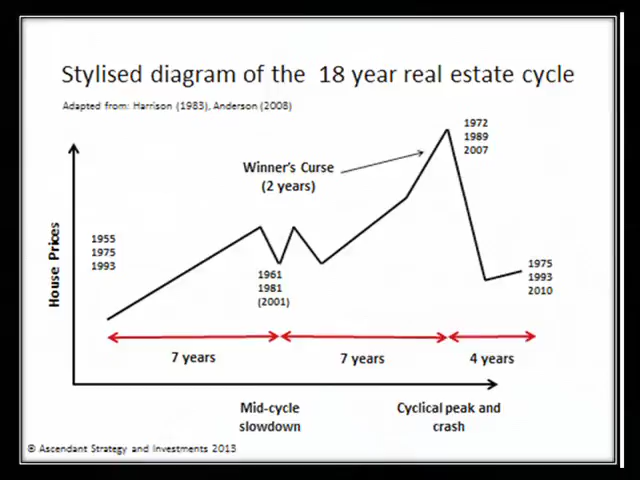 Stylised diagram of the 18 year real estate cycle
Adapted from: Harrison (1983), Anderson (2008)
1972
1989
2007
Winner's Curse
(2 years)
House Prices
1955
1975
1993
1961
1981
(2001)
1975
1993
2010
7 years
7 years
4 years
Mid-cycle
slowdown
Cyclical peak and
crash
© Ascendant Strategy and Investments 2013